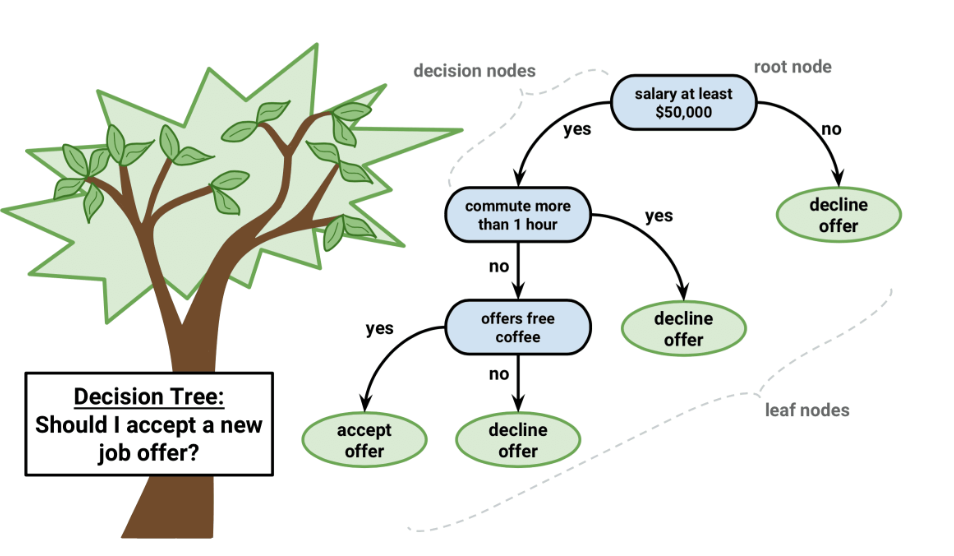 decision nodes
root node
salary at least
$50,000
yes
no
commute more
than 1 hour
decline
offer
yes
no
offers free
coffee
decline
offer
yes
no
accept
offer
decline
offer
leaf nodes
Decision Tree:
Should I accept a new
job offer?